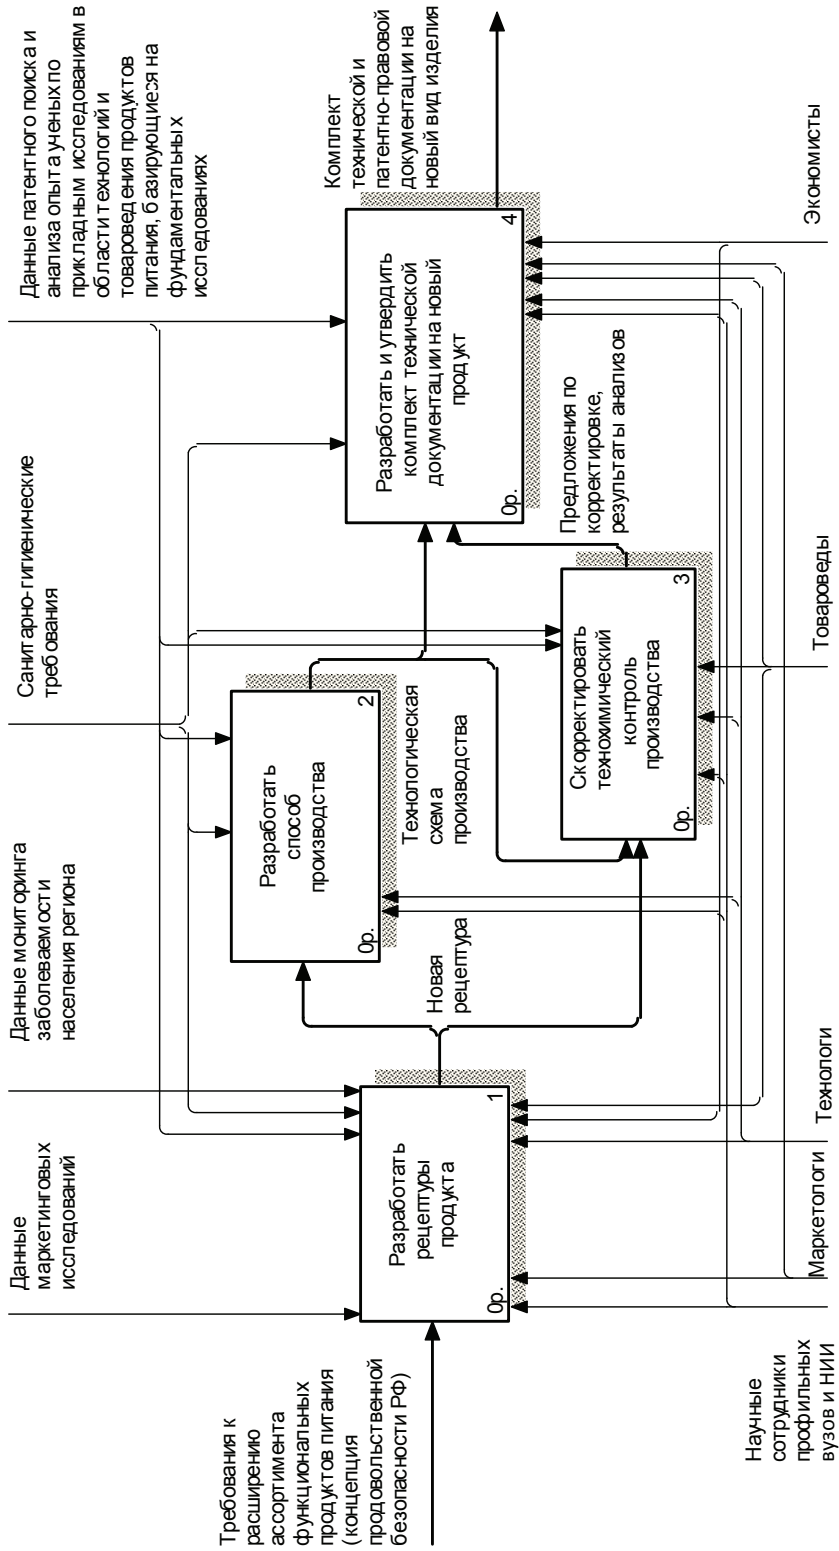 Данные
маркетинговых
исследований
Данные мониторинга
заболеваемости
населения региона
Санитарно-гигиенические
требования
Данные патентного поиска и
анализа опыта ученых по
прикладным исследованиям в
области технологий и
товароведения продуктов
питания, базирующиеся на
фундаментальных
исследованиях
Требования к
расширению
ассортимента
функциональных
продуктов питания
(концепция
продовольственной
безопасности РФ)
Разработать
рецептуры
продукта
0р.
1
Новая
рецептура
Разработать
способ
производства
0р.
2
Технологическая
схема
производства
Скорректировать
технохимический
контроль
производства
0р.
3
Предложения по
корректировке,
результаты анализов
Разработать и утвердить
комплект технической
документации на новый
продукт
0р.
4
Комплект
технической и
патентно-правовой
документации на
новый вид изделия
Научные
сотрудники
профильных
вузов и НИИ
Маркетологи
Технологи
Товароведы
Экономисты